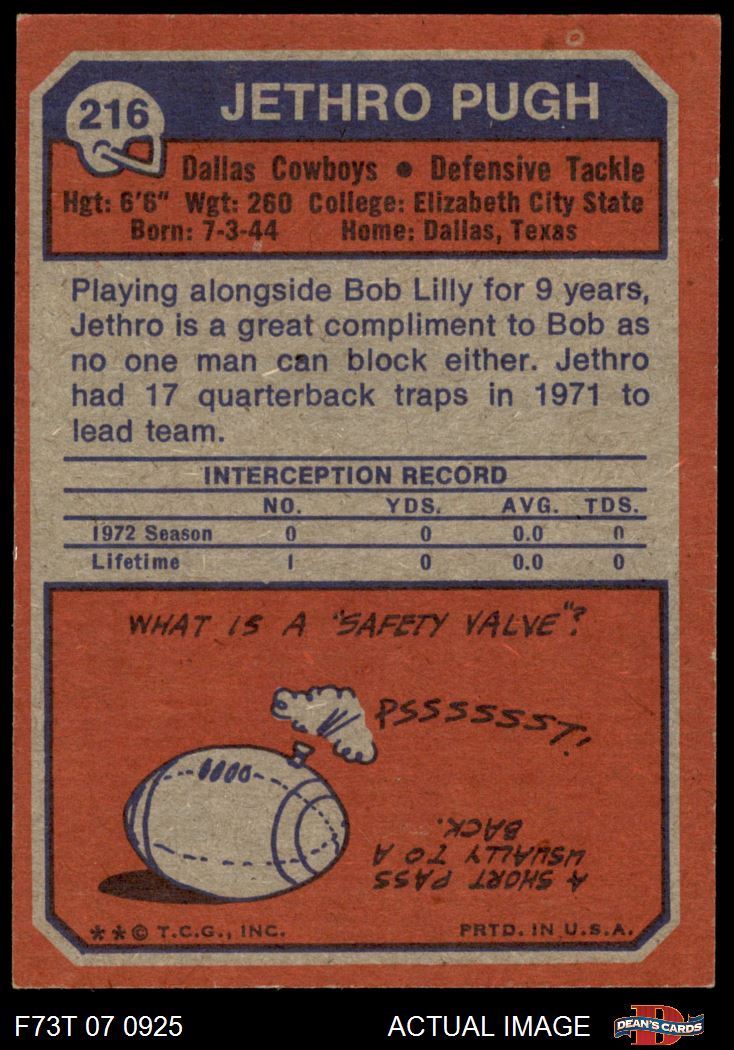 216
JETHRO PUGH
Dallas Cowboys • Defensive Tackle
Hgt: 6'6" Wgt: 260 College: Elizabeth City State
Born: 7-3-44 Home: Dallas, Texas
Playing alongside Bob Lilly for 9 years,
Jethro is a great compliment to Bob as
no one man can block either. Jethro
had 17 quarterback traps in 1971 to
lead team.
INTERCEPTION RECORD
NO. YDS. AVG. TDS.
1972 Season 0 0 0.0 0
Lifetime 1 0 0.0 0
WHAT IS A "SAFETY VALVE"?
PSSSSSSST!
A SHORT PASS
USUALLY TO A
BACK.
** © T.C.G., INC. PRTD. IN U.S.A.
F73T 07 0925 ACTUAL IMAGE D DEAN'S CARDS